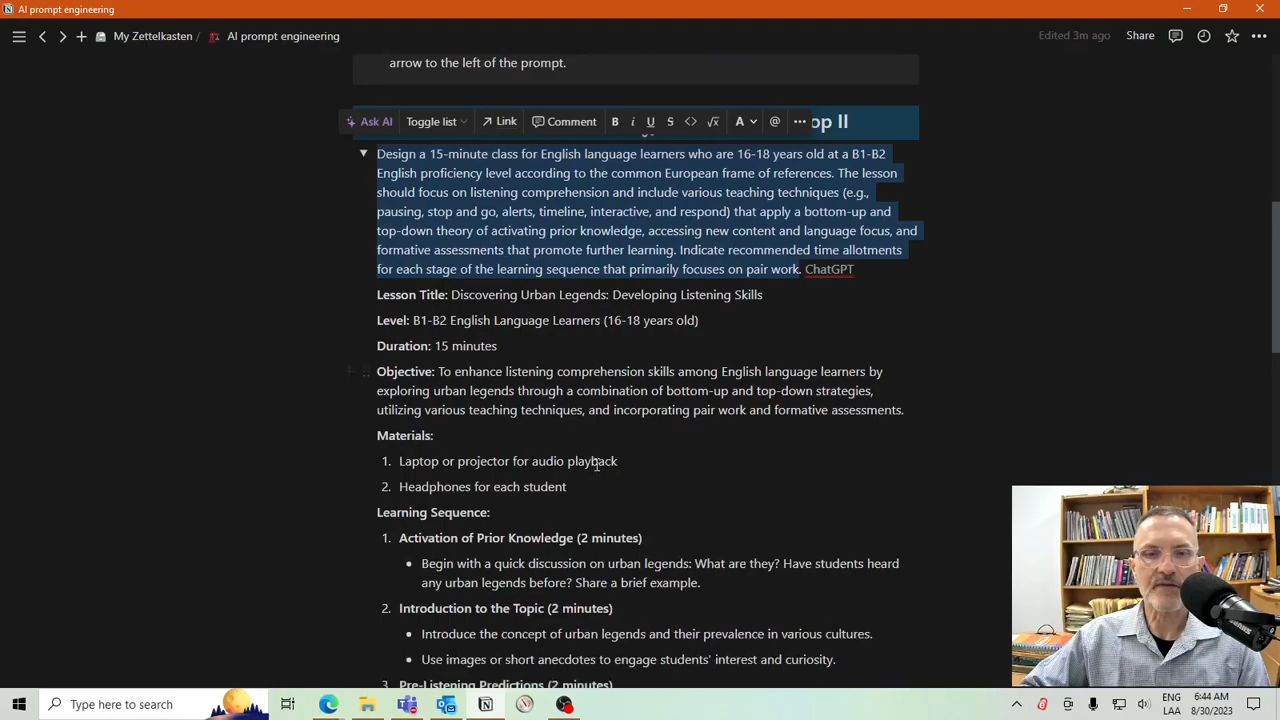 AI prompt engineering
My Zettelkasten / AI prompt engineering
Edited 3m ago Share
arrow to the left of the prompt.
Ask AI Toggle list Link B i U S <> √x A @ •••
op II
Design a 15-minute class for English language learners who are 16-18 years old at a B1-B2
English proficiency level according to the common European frame of references. The lesson
should focus on listening comprehension and include various teaching techniques (e.g.,
pausing, stop and go, alerts, timeline, interactive, and respond) that apply a bottom-up and
top-down theory of activating prior knowledge, accessing new content and language focus, and
formative assessments that promote further learning. Indicate recommended time allotments
for each stage of the learning sequence that primarily focuses on pair work. ChatGPT
Lesson Title: Discovering Urban Legends: Developing Listening Skills
Level: B1-B2 English Language Learners (16-18 years old)
Duration: 15 minutes
Objective: To enhance listening comprehension skills among English language learners by
exploring urban legends through a combination of bottom-up and top-down strategies,
utilizing various teaching techniques, and incorporating pair work and formative assessments.
Materials:
1. Laptop or projector for audio playback
2. Headphones for each student
Learning Sequence:
1. Activation of Prior Knowledge (2 minutes)
• Begin with a quick discussion on urban legends: What are they? Have students heard
any urban legends before? Share a brief example.
2. Introduction to the Topic (2 minutes)
• Introduce the concept of urban legends and their prevalence in various cultures.
• Use images or short anecdotes to engage students' interest and curiosity.
3. Pre-Listening Predictions (2 minutes)
Type here to search
ENG 6:44 AM
LAA 8/30/2023